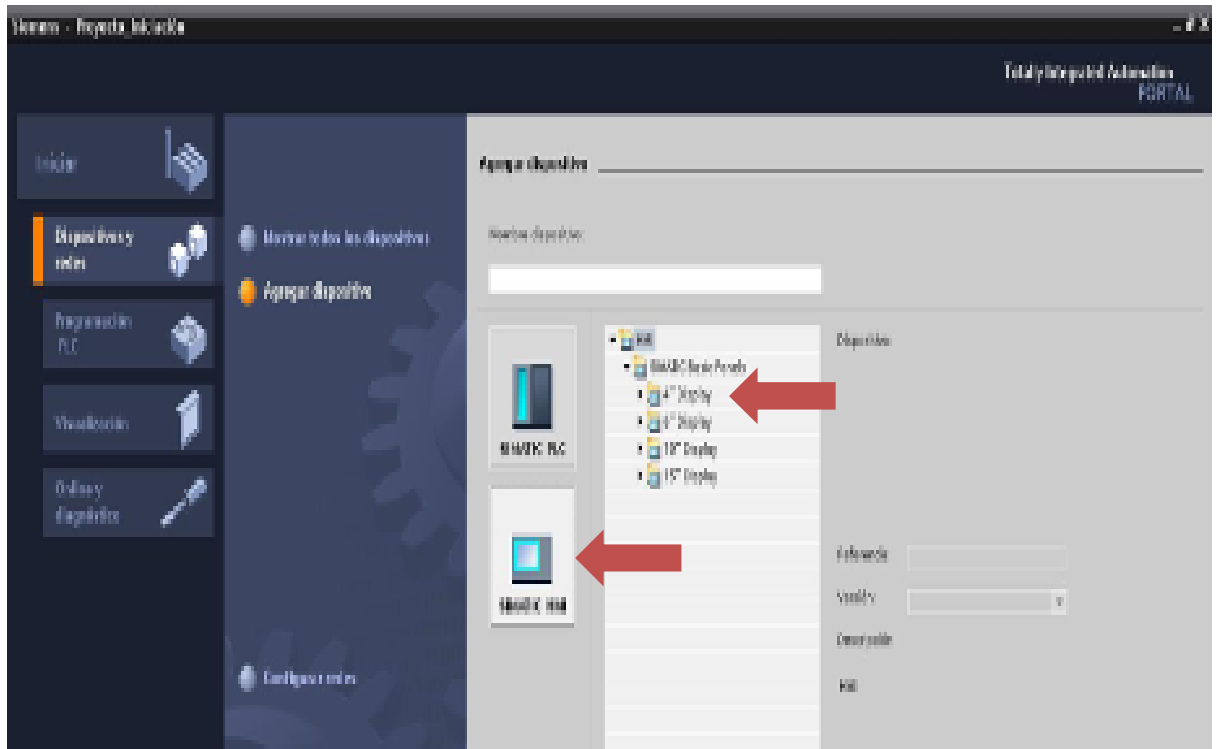 Siemens - Proyecto_Iniciación
Totally Integrated Automation
PORTAL
Iniciar
Dispositivos y
redes
Programación
PLC
Visualización
Online y
diagnóstico
Mostrar todos los dispositivos
Agregar dispositivo
Configurar redes
Agregar dispositivo
Nombre dispositivo:
SIMATIC PLC
SIMATIC HMI
HMI
SIMATIC Basic Panels
4" Display
6" Display
10" Display
15" Display
Dispositivo:
Referencia:
Versión:
Descripción:
HMI